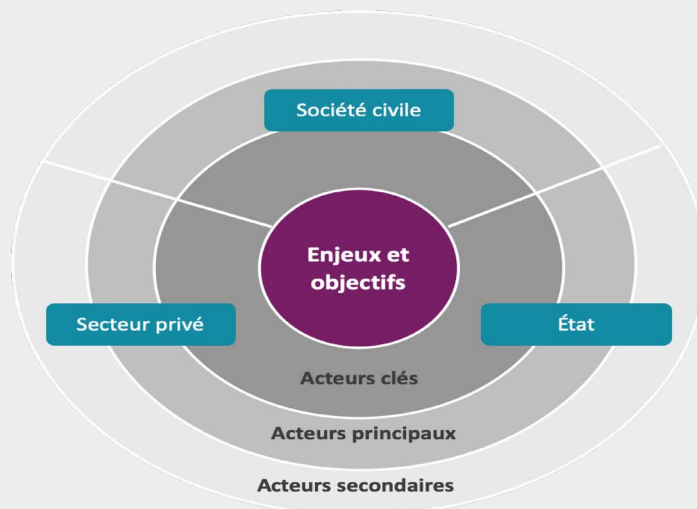 Société civile
Enjeux et
objectifs
Secteur privé
État
Acteurs clés
Acteurs principaux
Acteurs secondaires